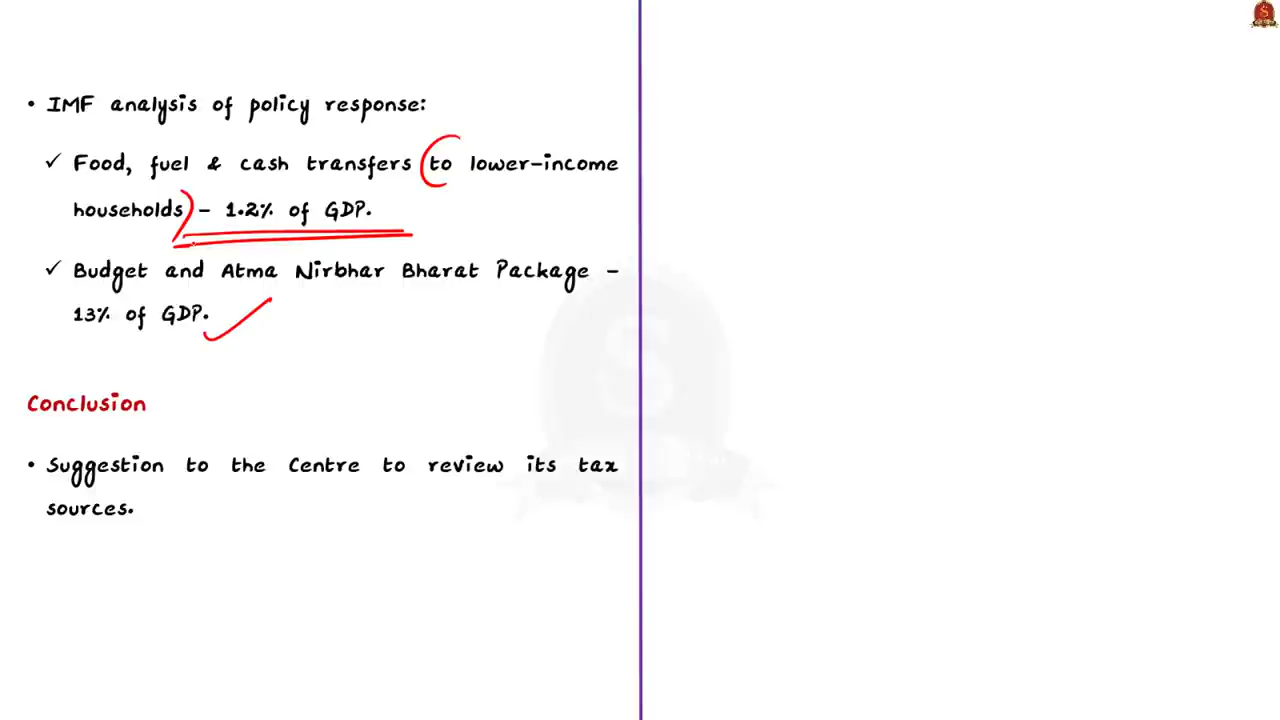 • IMF analysis of policy response:
✓ Food, fuel & cash transfers (to lower-income
households) - 1.2% of GDP.
✓ Budget and Atma Nirbhar Bharat Package -
13% of GDP.
Conclusion
• Suggestion to the Centre to review its tax
sources.